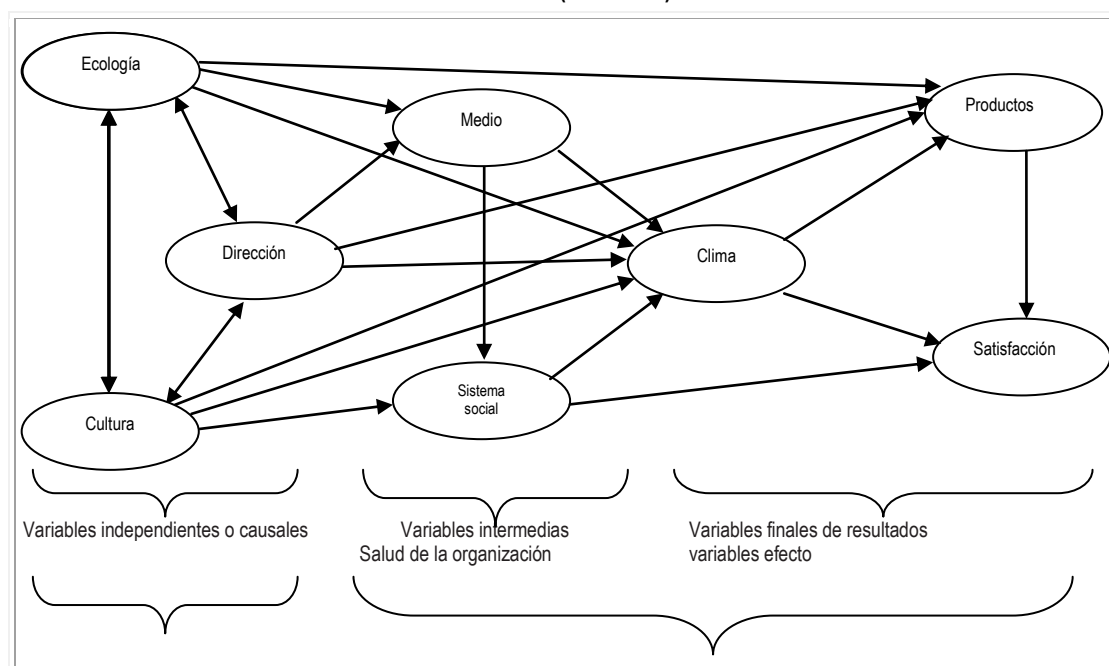 Ecología
Medio
Productos
Dirección
Clima
Satisfacción
Sistema
social
Cultura
Variables independientes o causales
Variables intermedias
Salud de la organización
Variables finales de resultados
variables efecto